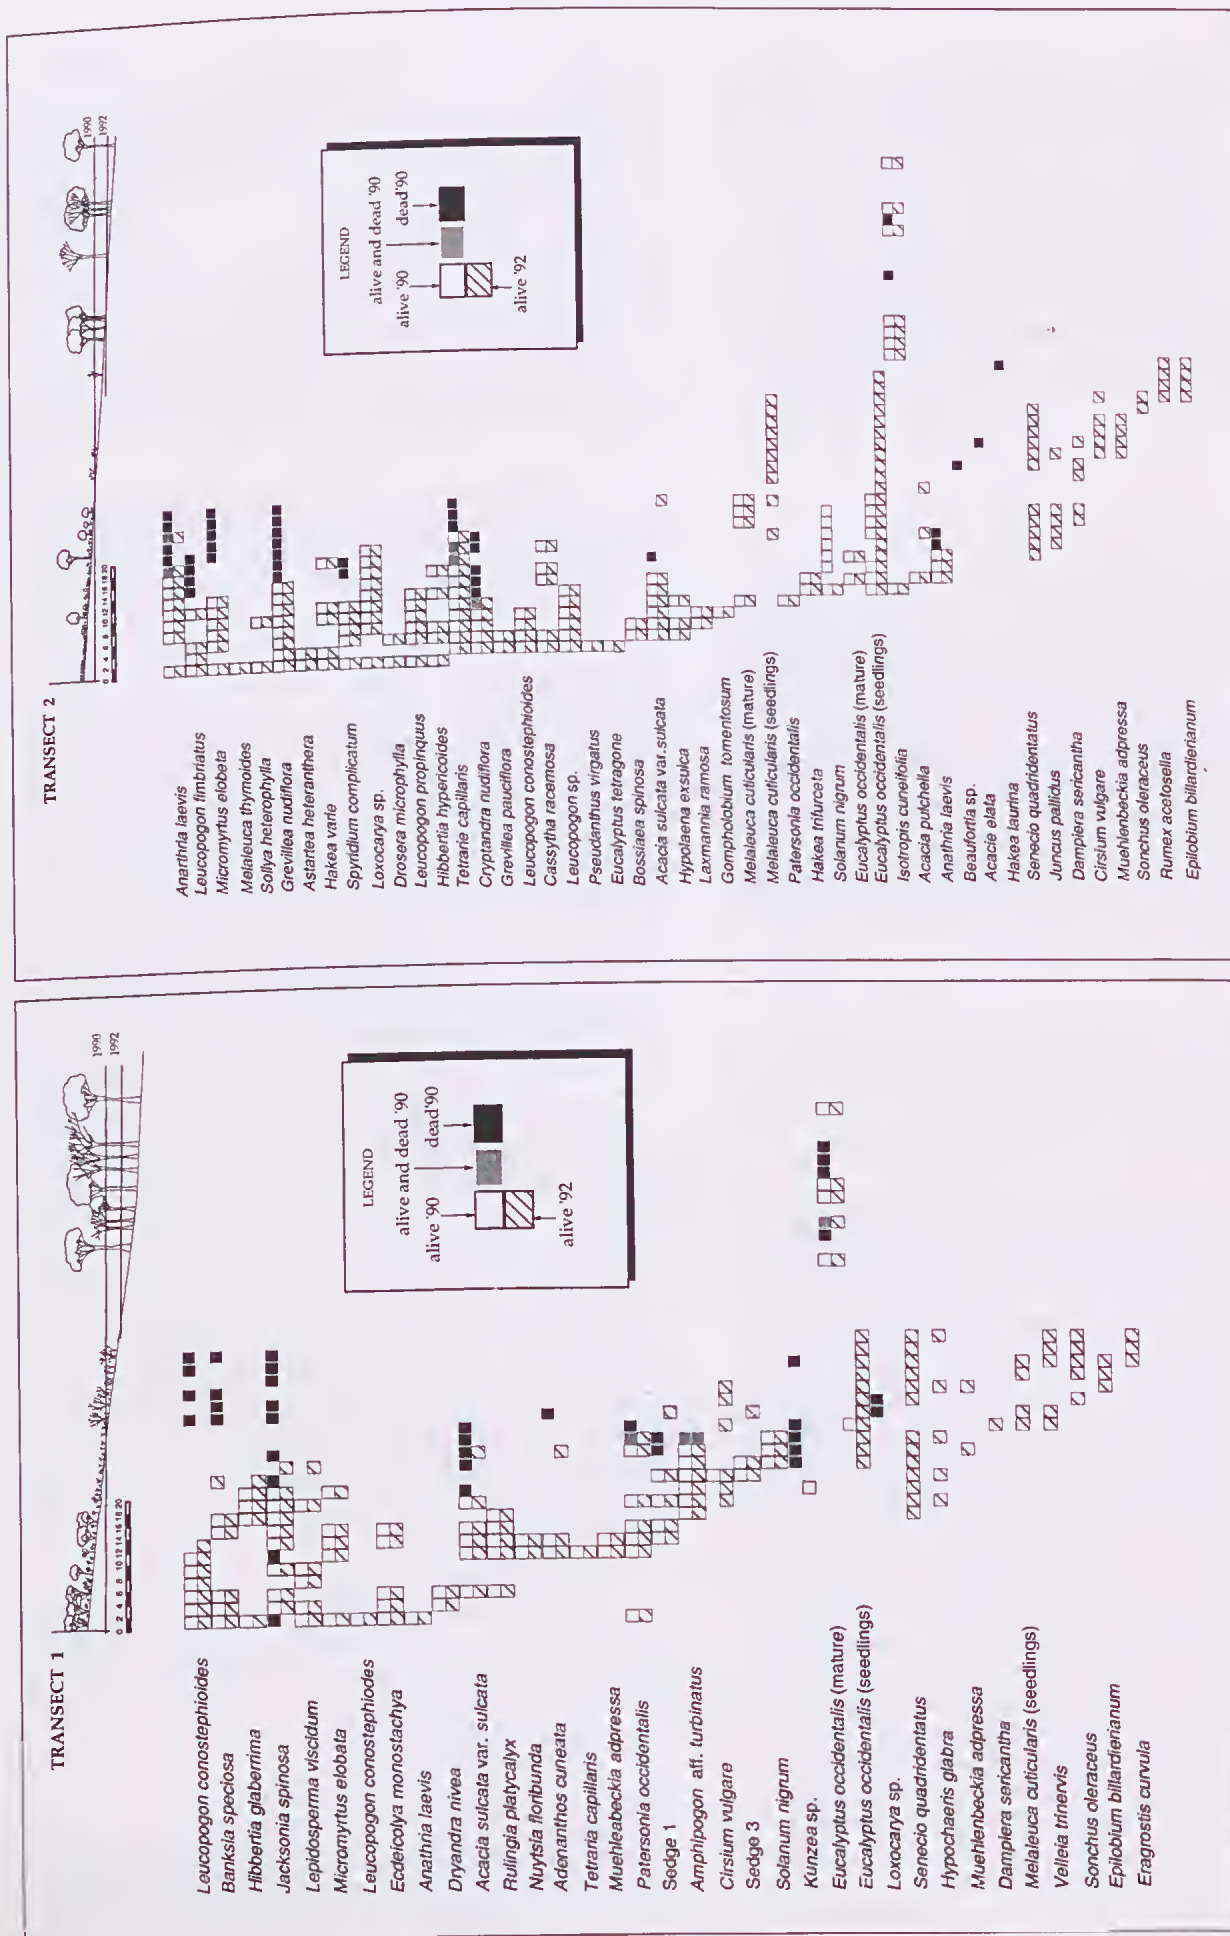 TRANSECT 1
1990
1992
0 2 4 6 8 10 12 14 16 18 20
LEGEND
alive and dead '90
alive '90
dead'90
alive '92
Leucopogon conostephioides
Banksia speciosa
Hibbertia glaberrima
Jacksonia spinosa
Lepidosperma viscidum
Micromyrtus elobata
Leucopogon conostephiodes
Ecdeicolya monostachya
Anathria laevis
Dryandra nivea
Acacia sulcata var. sulcata
Rulingia platycalyx
Nuytsia floribunda
Adenanthos cuneata
Tetraria capillaris
Muehleabeckia adpressa
Patersonia occidentalis
Sedge 1
Amphipogon aff. turbinatus
Cirsium vulgare
Sedge 3
Solanum nigrum
Kunzea sp.
Eucalyptus occidentalis (mature)
Eucalyptus occidentalis (seedlings)
Loxocarya sp.
Senecio quadridentatus
Hypochaeris glabra
Muehlenbeckia adpressa
Dampiera sericantha
Melaleuca cuticularis (seedlings)
Velleia trinervis
Sonchus oleraceus
Epilobium billardierianum
Eragrostis curvula
TRANSECT 2
1990
1992
0 2 4 6 8 10 12 14 16 18 20
LEGEND
alive and dead '90
alive '90
dead'90
alive '92
Anarthria laevis
Leucopogon fimbriatus
Micromyrtus elobeta
Melaleuca thymoides
Sollya heterophylla
Grevillea nudiflora
Astartea heteranthera
Hakea varie
Spyridium complicatum
Loxocarya sp.
Drosera microphylla
Leucopogon propinquus
Hibbertia hypericoides
Tetrarie capillaris
Cryptandra nudiflora
Grevillea pauciflora
Leucopogon conostephioides
Cassytha racemosa
Leucopogon sp.
Pseudanthus virgatus
Eucalyptus tetragone
Bossiaea spinosa
Acacia sulcata var.sulcata
Hypolaena exsulca
Laxmannia ramosa
Gompholobium tomentosum
Melaleuca cuticularis (mature)
Melaleuca cuticularis (seedlings)
Patersonia occidentalis
Hakea trifurceta
Solanum nigrum
Eucalyptus occidentalis (mature)
Eucalyptus occidentalis (seedlings)
Isotropis cuneifolia
Acacia pulchella
Anathria laevis
Beaufortia sp.
Acacie alata
Hakea laurina
Senecio quadridentatus
Juncus pallidus
Dampiera sericantha
Cirsium vulgare
Muehlenbeckia adpressa
Sonchus oleraceus
Rumex acetosella
Epilobium billardierianum